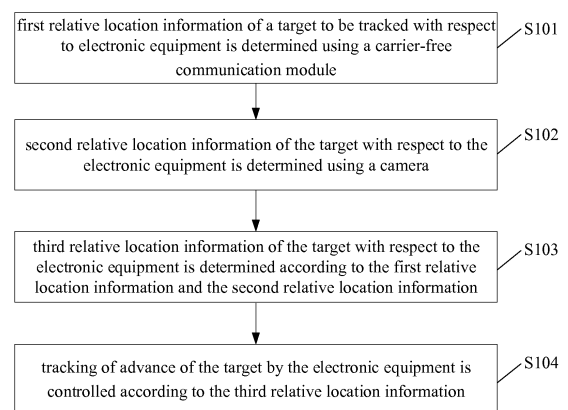 first relative location information of a target to be tracked with respect
to electronic equipment is determined using a carrier-free
communication module
S101
second relative location information of the target with respect to the
electronic equipment is determined using a camera
S102
third relative location information of the target with respect to the
electronic equipment is determined according to the first relative
location information and the second relative location information
S103
tracking of advance of the target by the electronic equipment is
controlled according to the third relative location information
S104